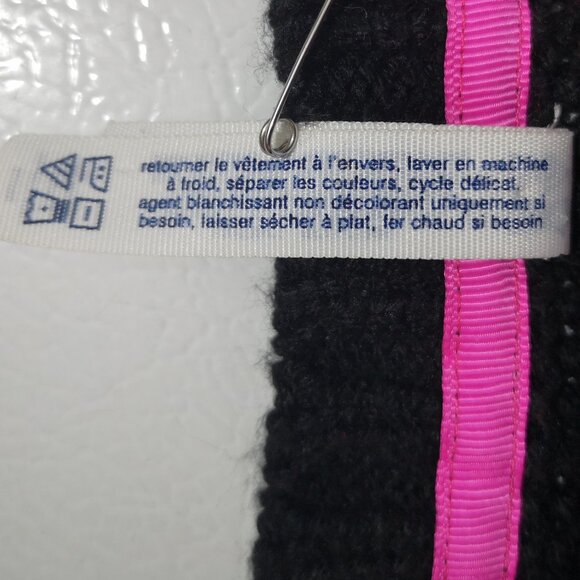 retourner le vêtement à l'envers, laver en machine
à froid, séparer les couleurs, cycle délicat.
agent blanchissant non décolorant uniquement si
besoin, laisser sécher à plat, fer chaud si besoin